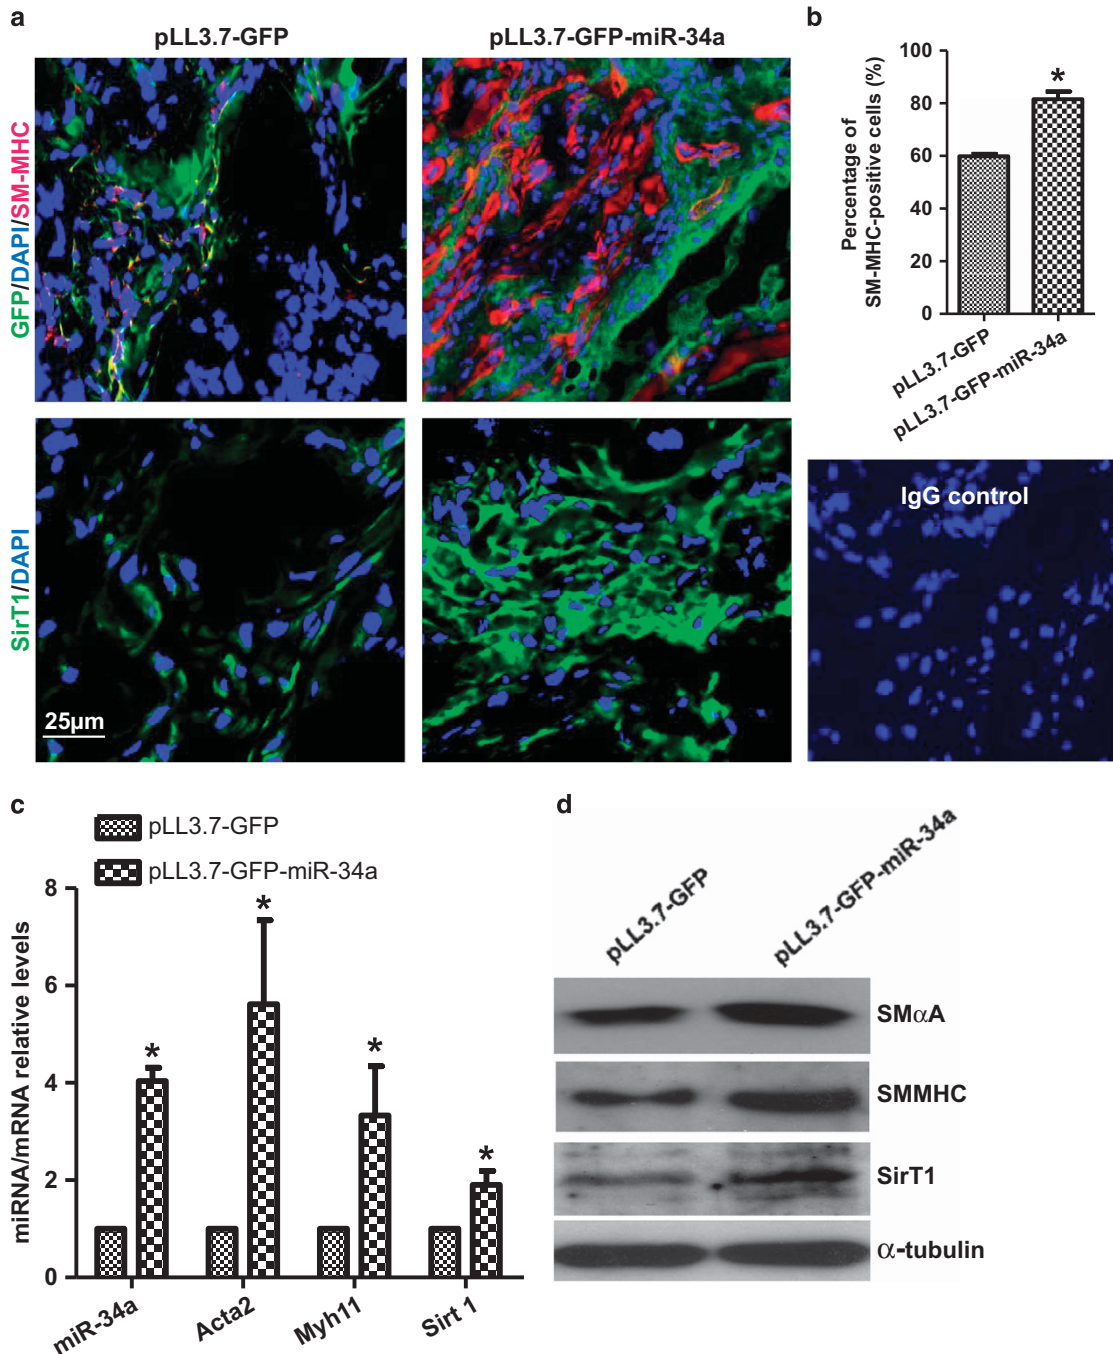 a
pLL3.7-GFP
pLL3.7-GFP-miR-34a
GFP/DAPI/SM-MHC
SirT1/DAPI
25µm
b
Percentage of
SM-MHC-positive cells (%)
100
80
60
40
20
0
*
pLL3.7-GFP
pLL3.7-GFP-miR-34a
IgG control
c
pLL3.7-GFP
pLL3.7-GFP-miR-34a
miRNA/mRNA relative levels
8
6
4
2
0
*
*
*
*
miR-34a
Acta2
Myh11
Sirt 1
d
pLL3.7-GFP
pLL3.7-GFP-miR-34a
SMαA
SMMHC
SirT1
α-tubulin